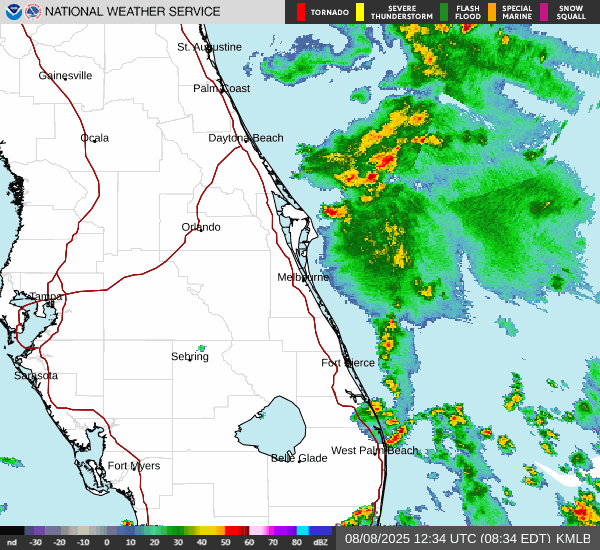 NATIONAL WEATHER SERVICE
TORNADO
SEVERE THUNDERSTORM
FLASH FLOOD
SPECIAL MARINE
SNOW SQUALL
St. Augustine
Gainesville
Palm Coast
Ocala
Daytona Beach
Orlando
Melbourne
Tampa
Sebring
Fort Pierce
Sarasota
West Palm Beach
Belle Glade
Fort Myers
nd -30 -20 -10 0 10 20 30 40 50 60 70 80 dBZ
08/08/2025 12:34 UTC (08:34 EDT) KMLB